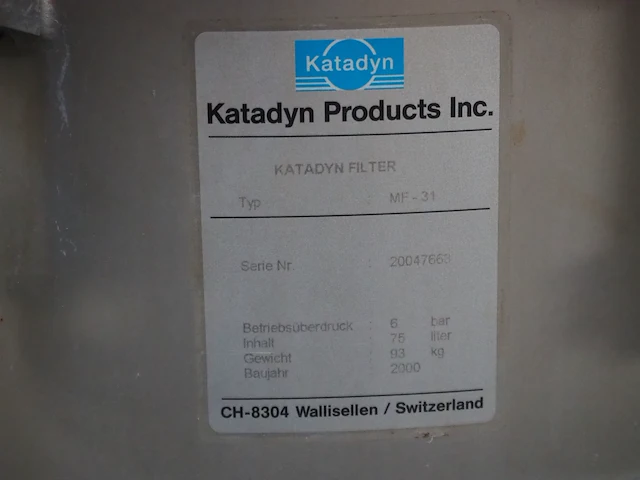 Katadyn
Katadyn Products Inc.
KATADYN FILTER
Typ : MF - 31
Serie Nr. : 20047663
Betriebsüberdruck : 6 bar
Inhalt : 75 liter
Gewicht : 93 kg
Baujahr : 2000
CH-8304 Wallisellen / Switzerland